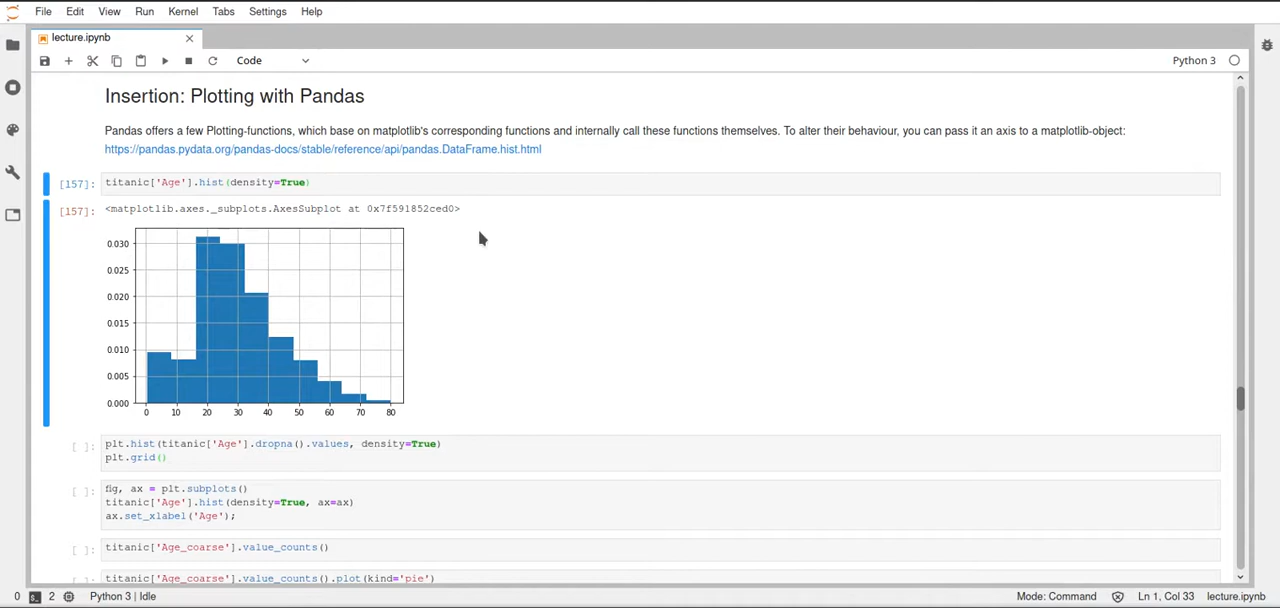 File Edit View Run Kernel Tabs Settings Help
lecture.ipynb
Code
Python 3
Insertion: Plotting with Pandas
Pandas offers a few Plotting-functions, which base on matplotlib's corresponding functions and internally call these functions themselves. To alter their behaviour, you can pass it an axis to a matplotlib-object:
https://pandas.pydata.org/pandas-docs/stable/reference/api/pandas.DataFrame.hist.html
[157]: titanic['Age'].hist(density=True)
[157]: <matplotlib.axes._subplots.AxesSubplot at 0x7f591852ced0>
0.030
0.025
0.020
0.015
0.010
0.005
0.000
0 10 20 30 40 50 60 70 80
[ ]: plt.hist(titanic['Age'].dropna().values, density=True)
plt.grid()
[ ]: fig, ax = plt.subplots()
titanic['Age'].hist(density=True, ax=ax)
ax.set_xlabel('Age');
[ ]: titanic['Age_coarse'].value_counts()
[ ]: titanic['Age_coarse'].value_counts().plot(kind='pie')
0 2 Python 3 | Idle Mode: Command Ln 1, Col 33 lecture.ipynb